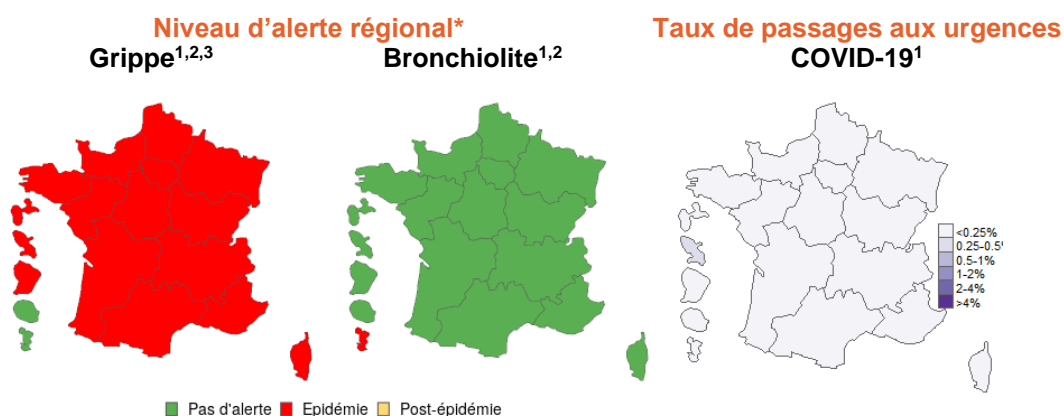 Niveau d'alerte régional*
Taux de passages aux urgences
Grippe1,2,3
Bronchiolite1,2
COVID-191
<0.25%
0.25-0.5
0.5-1%
1-2%
2-4%
>4%
Pas d'alerte
Epidémie
Post-épidémie